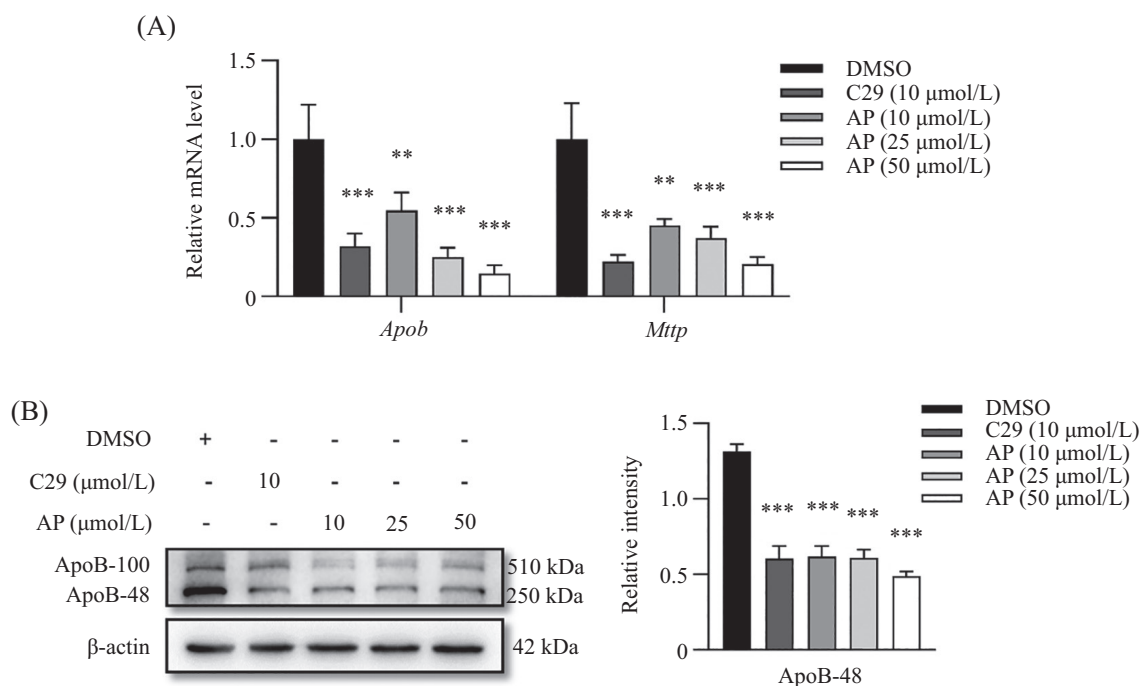 (A)
Relative mRNA level
1.5
1.0
0.5
0
***
**
***
***
***
**
***
***
Apob
Mttp
DMSO
C29 (10 μmol/L)
AP (10 μmol/L)
AP (25 μmol/L)
AP (50 μmol/L)
(B)
DMSO + - - - -
C29 (μmol/L) - 10 - - -
AP (μmol/L) - - 10 25 50
ApoB-100 510 kDa
ApoB-48 250 kDa
β-actin 42 kDa
Relative intensity
1.5
1.0
0.5
0
***
***
***
***
ApoB-48
DMSO
C29 (10 μmol/L)
AP (10 μmol/L)
AP (25 μmol/L)
AP (50 μmol/L)